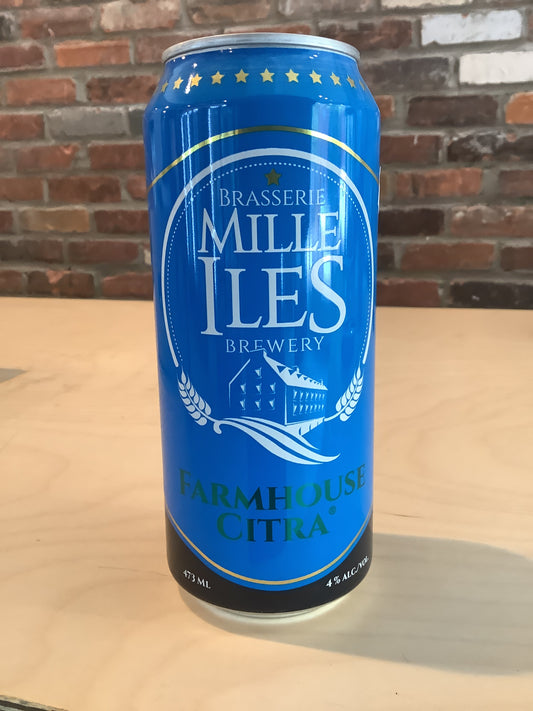 BRASSERIE
MILLE
ILES
BREWERY
FARMHOUSE
CITRA®
473 ML
4% ALC./VOL.